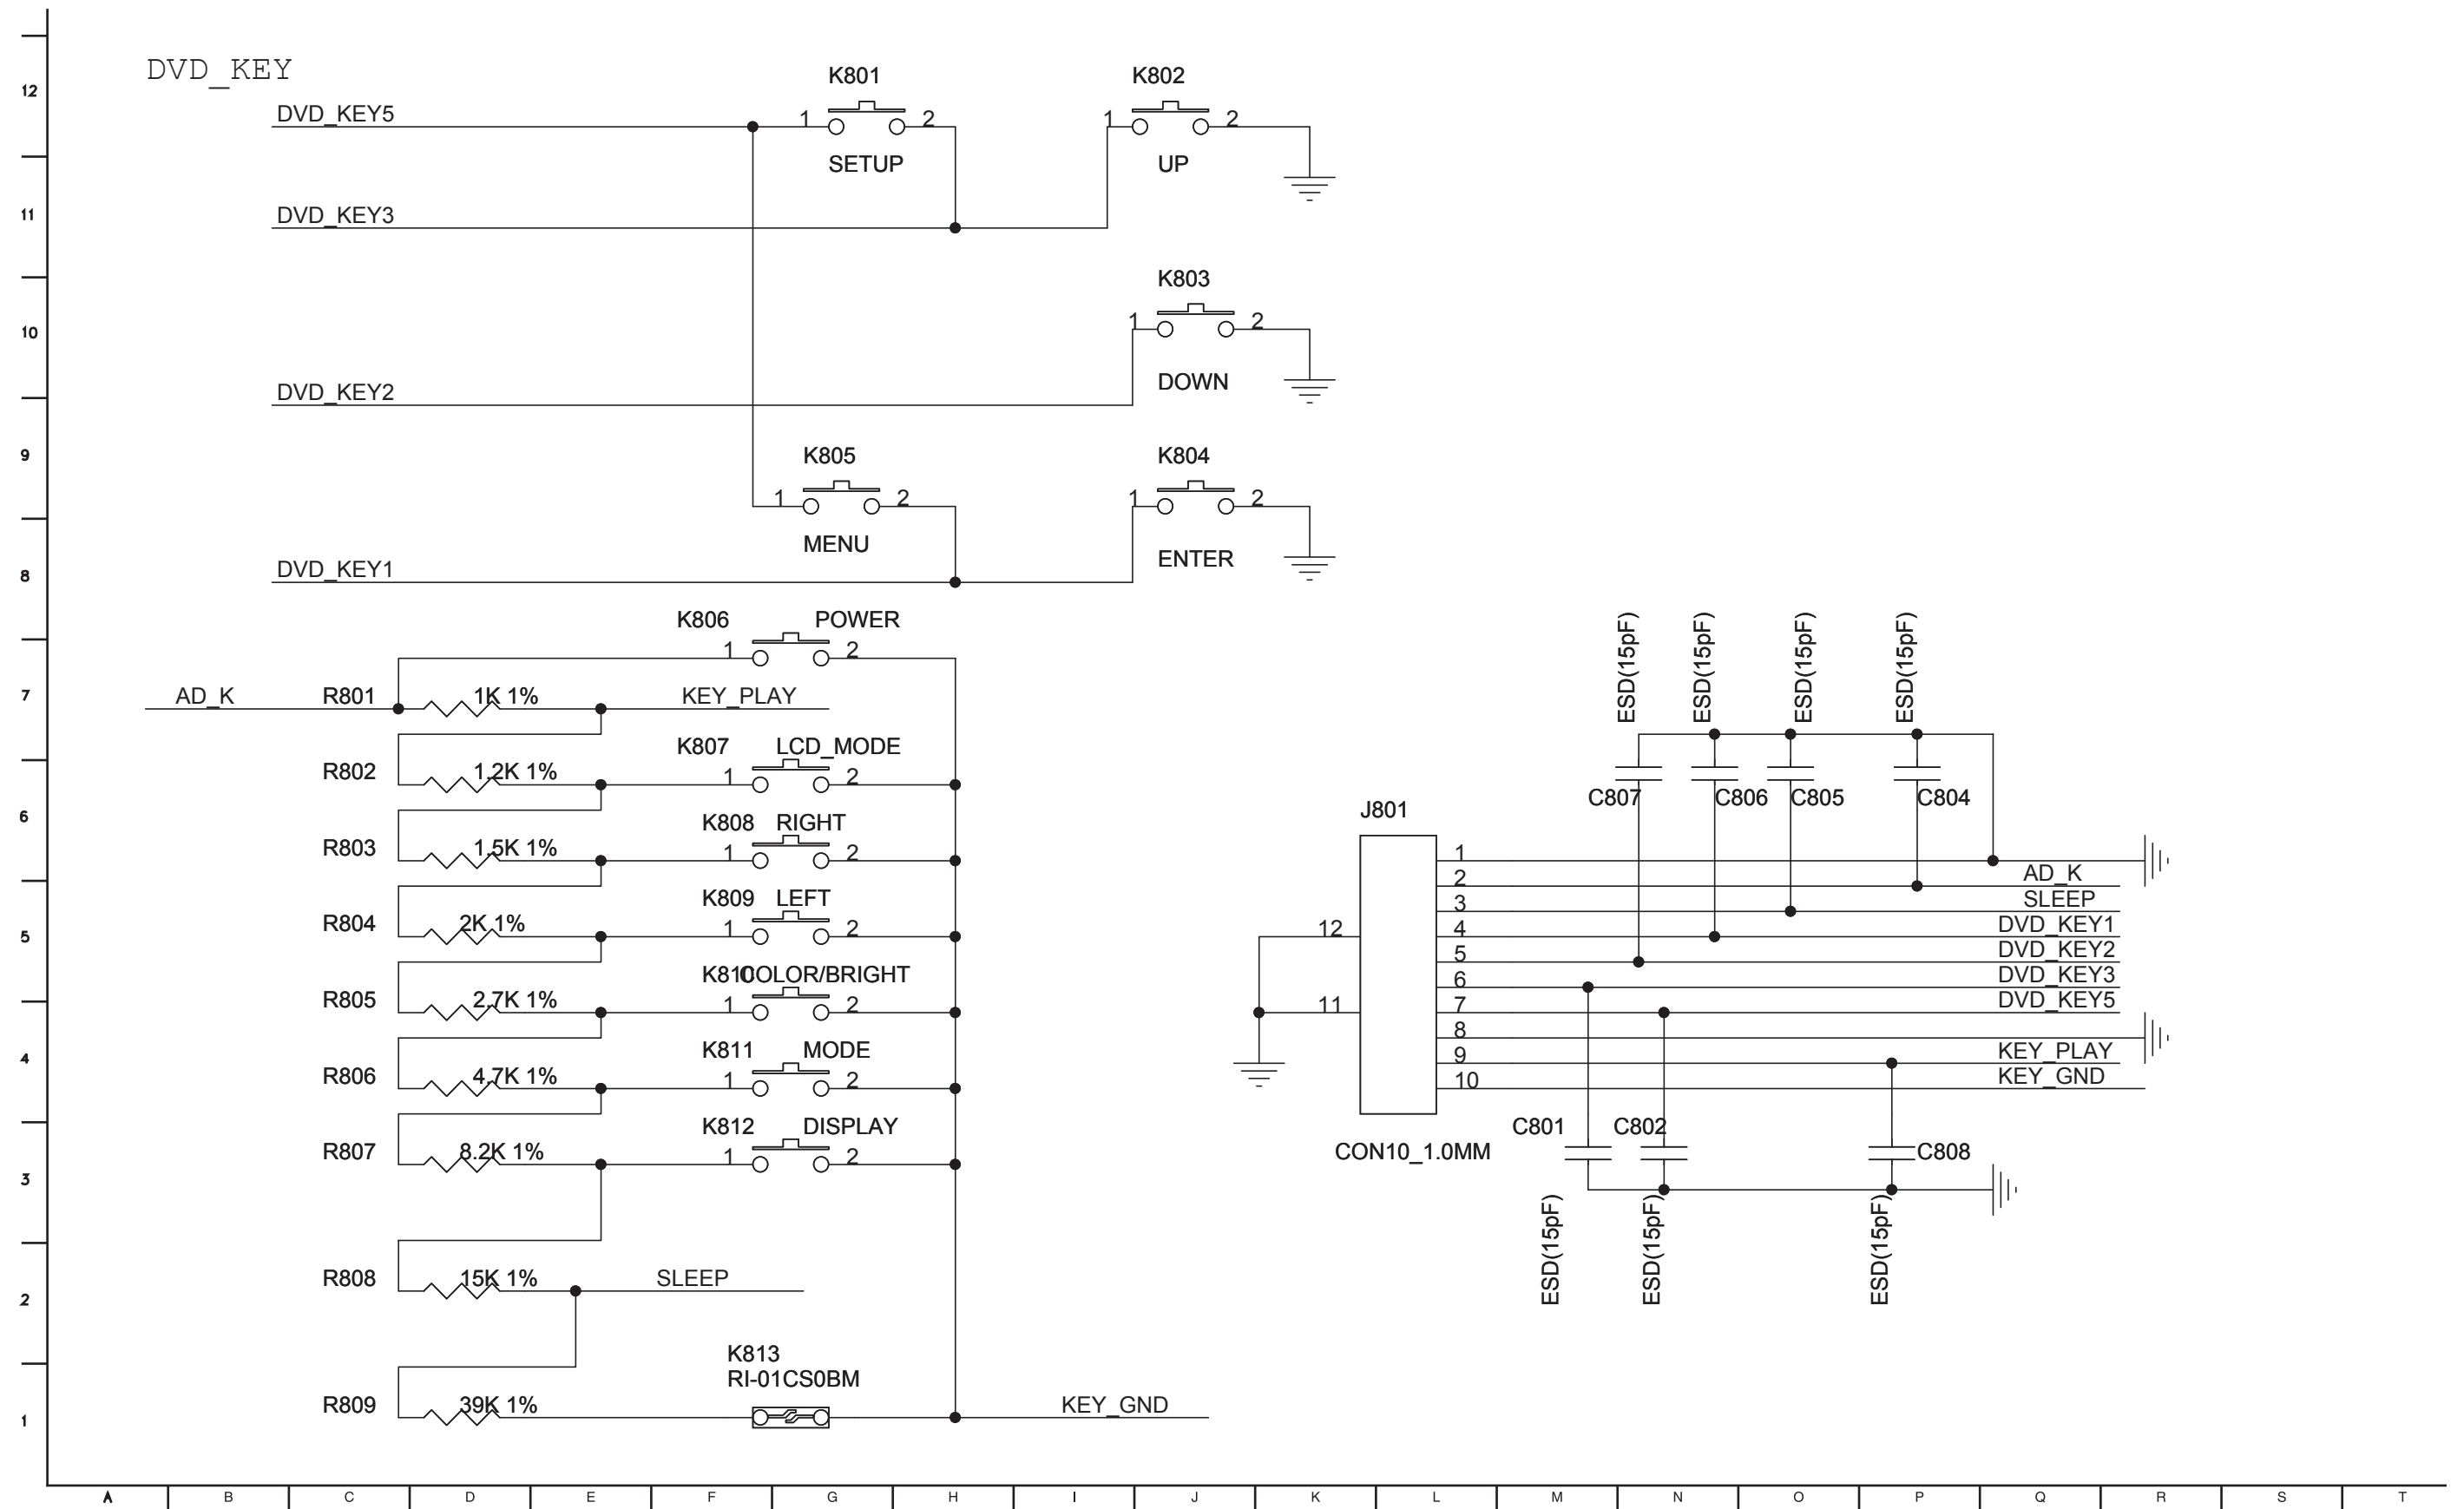 DVD_KEY
K801
K802
12
DVD_KEY5
1
2
1
2
SETUP
UP
11
DVD_KEY3
K803
1
2
10
DOWN
DVD_KEY2
9
K805
K804
1
2
1
2
MENU
ENTER
8
DVD_KEY1
K806
POWER
1
2
7
AD_K
R801
1K 1%
KEY_PLAY
K807
LCD_MODE
R802
1.2K 1%
1
2
6
K808
RIGHT
R803
1.5K 1%
1
2
K809
LEFT
R804
2K 1%
1
2
5
K810
COLOR/BRIGHT
R805
2.7K 1%
1
2
K811
MODE
4
R806
4.7K 1%
1
2
K812
DISPLAY
R807
8.2K 1%
1
2
3
R808
15K 1%
SLEEP
2
K813
RI-01CS0BM
R809
39K 1%
KEY_GND
1
ESD(15pF)
ESD(15pF)
ESD(15pF)
ESD(15pF)
C807
C806
C805
C804
J801
1
2
AD_K
3
SLEEP
12
4
DVD_KEY1
5
DVD_KEY2
6
DVD_KEY3
11
7
DVD_KEY5
8
9
KEY_PLAY
10
KEY_GND
C801
C802
CON10_1.0MM
C808
ESD(15pF)
ESD(15pF)
ESD(15pF)
A B C D E F G H I J K L M N O P Q R S T